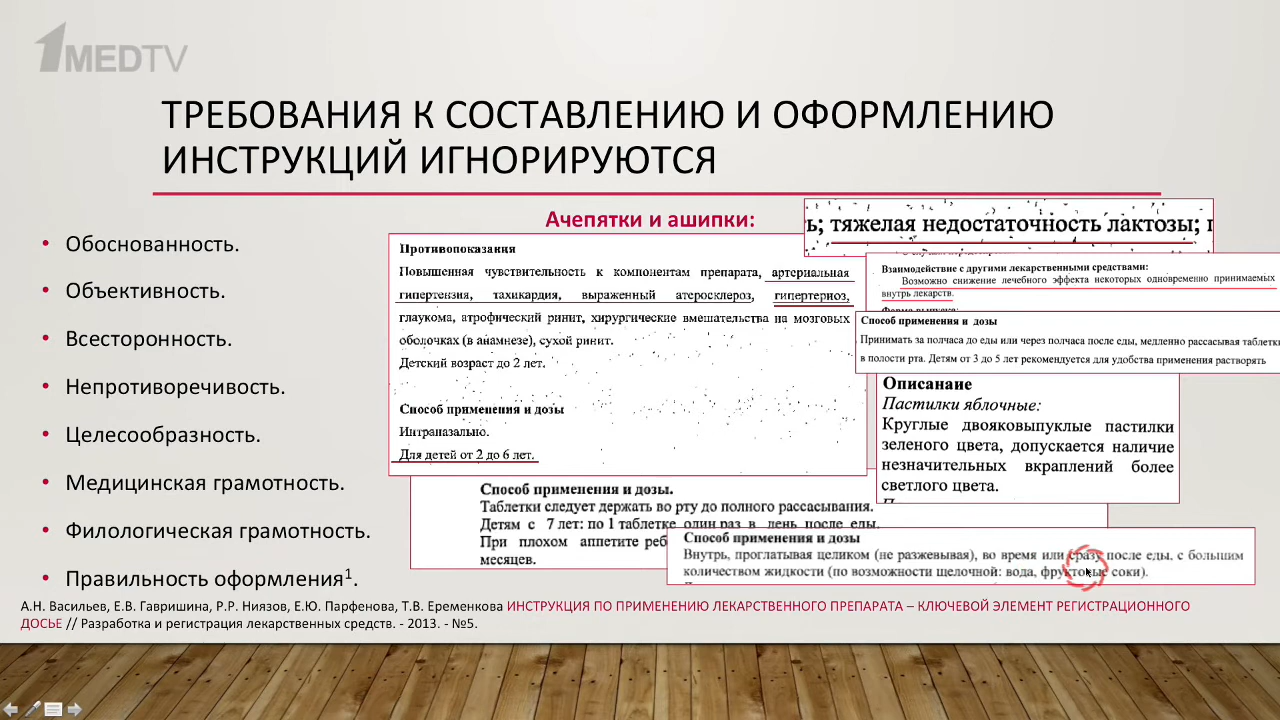 1MEDTV
ТРЕБОВАНИЯ К СОСТАВЛЕНИЮ И ОФОРМЛЕНИЮ
ИНСТРУКЦИЙ ИГНОРИРУЮТСЯ
• Обоснованность.
• Объективность.
• Всесторонность.
• Непротиворечивость.
• Целесообразность.
• Медицинская грамотность.
• Филологическая грамотность.
• Правильность оформления¹.
Ачепятки и ашипки:
Противопоказания
Повышенная чувствительность к компонентам препарата, артериальная
гипертензия, тахикардия, выраженный атеросклероз, гипертериоз,
глаукома, атрофический ринит, хирургические вмешательства на мозговых
оболочках (в анамнезе), сухой ринит.
Детский возраст до 2 лет.
Способ применения и дозы
Интраназально.
Для детей от 2 до 6 лет.
ь; тяжелая недостаточность лактозы;
Взаимодействие с другими лекарственными средствами:
Возможно снижение лечебного эффекта некоторых одновременно принимаемых
внутрь лекарств.
Способ применения и дозы
Принимать за полчаса до еды или через полчаса после еды, медленно рассасывая таблетки
в полости рта. Детям от 3 до 5 лет рекомендуется для удобства применения растворять
Описанаие
Пастилки яблочные:
Круглые двояковыпуклые пастилки
зеленого цвета, допускается наличие
незначительных вкраплений более
светлого цвета.
Способ применения и дозы.
Таблетки следует держать во рту до полного рассасывания.
Детям с 7 лет: по 1 таблетке один раз в день после еды.
При плохом аппетите реб
месяцев.
Способ применения и дозы
Внутрь, проглатывая целиком (не разжевывая), во время или сразу после еды, с большим
количеством жидкости (по возможности щелочной: вода, фруктовые соки).
А.Н. Васильев, Е.В. Гавришина, Р.Р. Ниязов, Е.Ю. Парфенова, Т.В. Еременкова ИНСТРУКЦИЯ ПО ПРИМЕНЕНИЮ ЛЕКАРСТВЕННОГО ПРЕПАРАТА – КЛЮЧЕВОЙ ЭЛЕМЕНТ РЕГИСТРАЦИОННОГО
ДОСЬЕ // Разработка и регистрация лекарственных средств. - 2013. - №5.